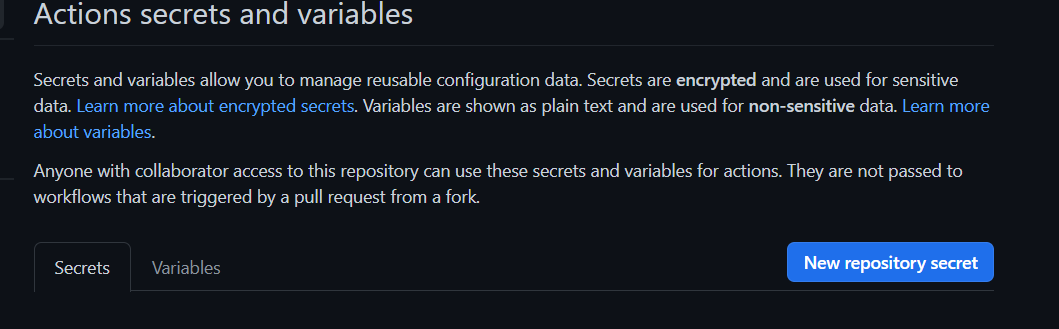 Actions secrets and variables
Secrets and variables allow you to manage reusable configuration data. Secrets are encrypted and are used for sensitive
data. Learn more about encrypted secrets. Variables are shown as plain text and are used for non-sensitive data. Learn more
about variables.
Anyone with collaborator access to this repository can use these secrets and variables for actions. They are not passed to
workflows that are triggered by a pull request from a fork.
Secrets Variables New repository secret